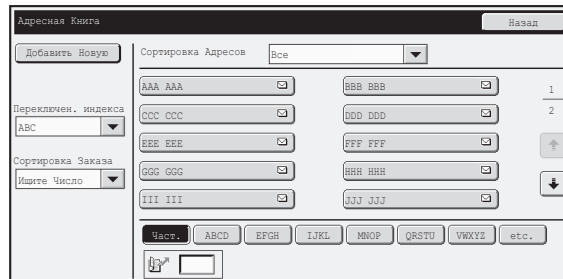 Адресная Книга
Назад
Добавить Новую
Сортировка Адресов
Все
AAA AAA
BBB BBB
1
2
Переключен. индекса
ABC
CCC CCC
DDD DDD
EEE EEE
FFF FFF
Сортировка Заказа
Ищите Число
GGG GGG
HHH HHH
III III
JJJ JJJ
Част.
ABCD
EFGH
IJKL
MNOP
QRSTU
VWXYZ
etc.